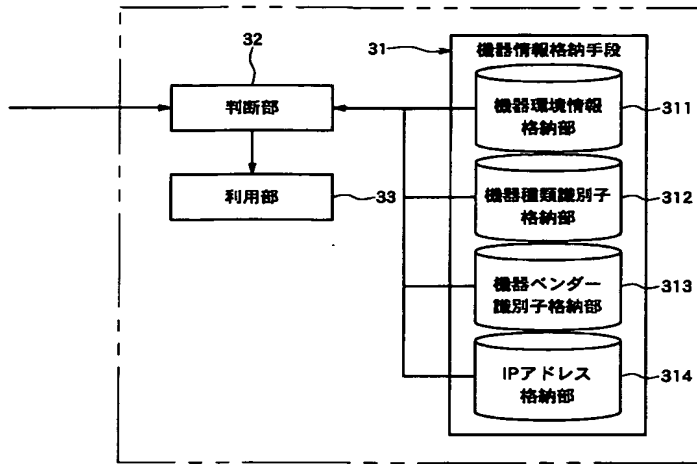 32
判断部
利用部
33
31
機器情報格納手段
機器環境情報
格納部
311
機器種類識別子
格納部
312
機器ベンダー
識別子格納部
313
IPアドレス
格納部
314